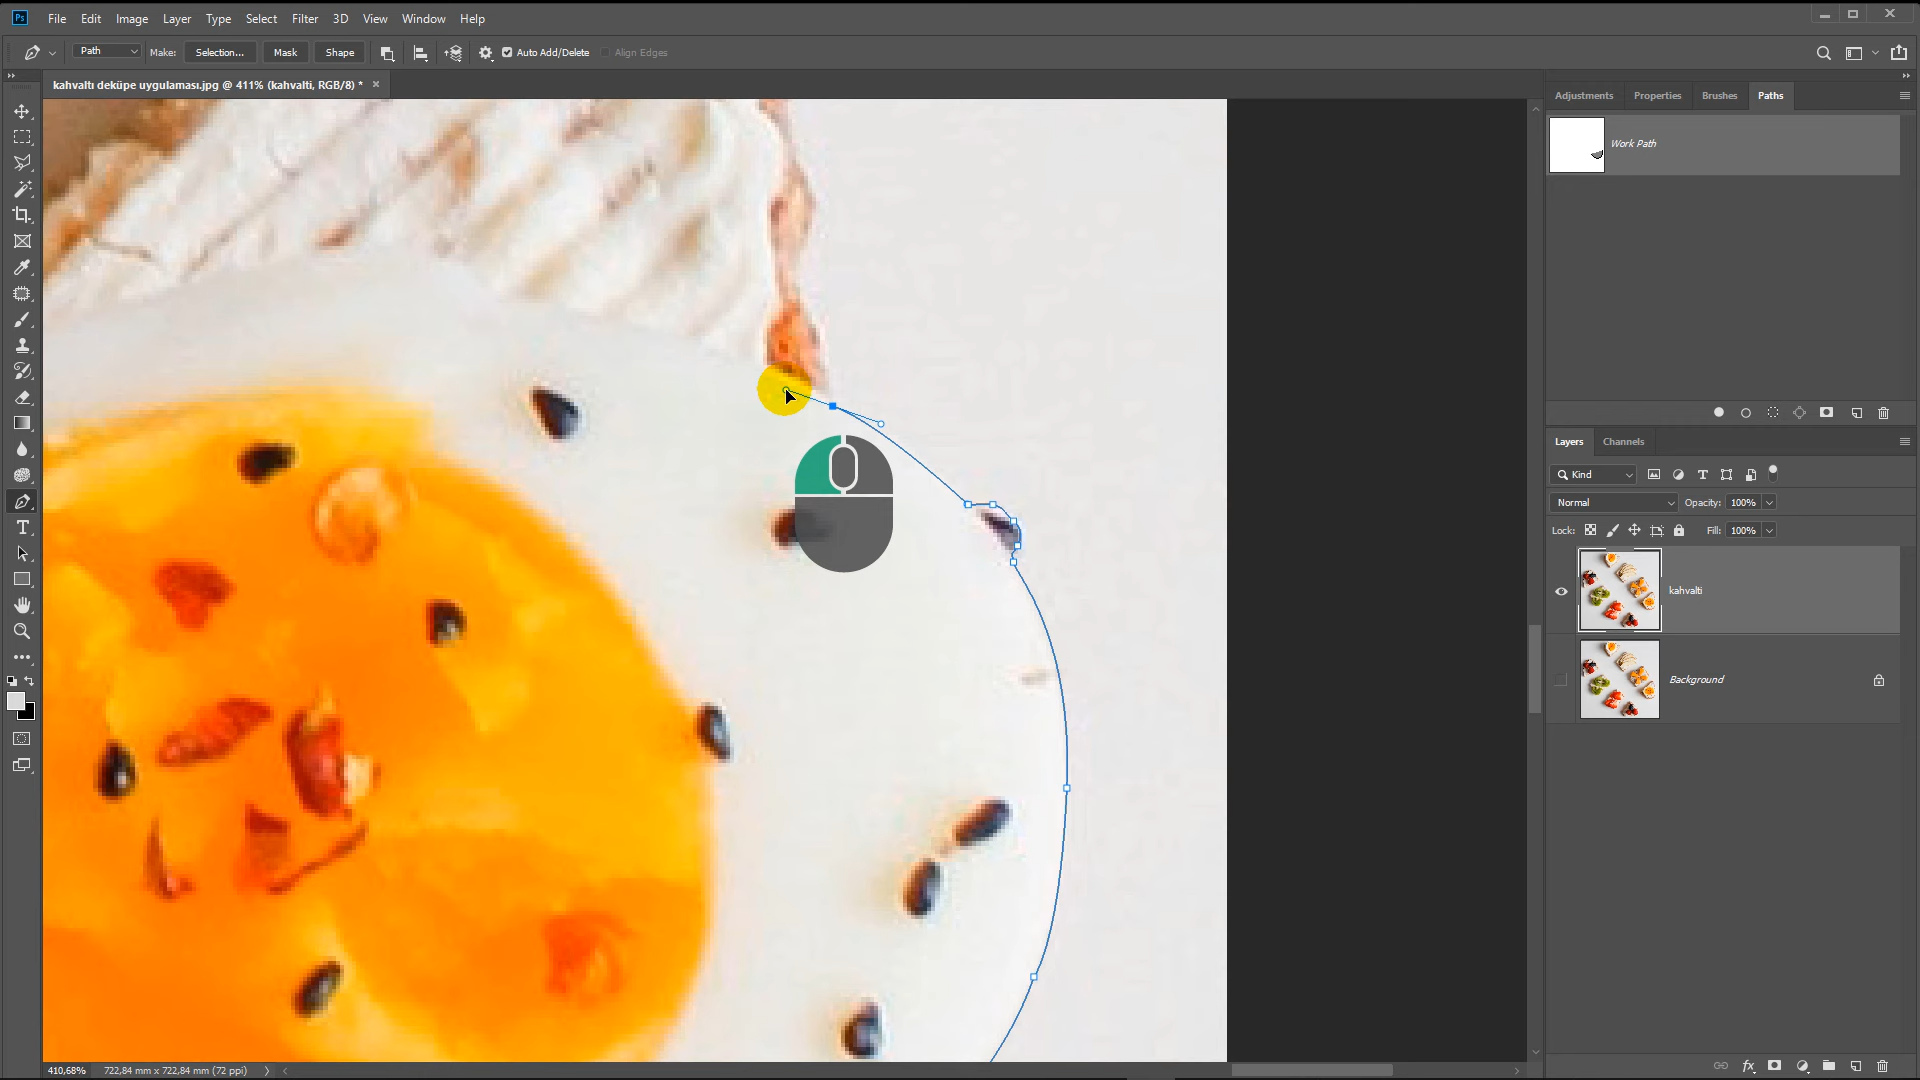 Ps File Edit Image Layer Type Select Filter 3D View Window Help
Path Make: Selection... Mask Shape Auto Add/Delete Align Edges
kahvaltı deküpe uygulaması.jpg @ 411% (kahvalti, RGB/8) *
Adjustments Properties Brushes Paths
Work Path
Layers Channels
Kind
Normal Opacity: 100%
Lock: Fill: 100%
kahvalti
Background
410,68% 722,84 mm x 722,84 mm (72 ppi)